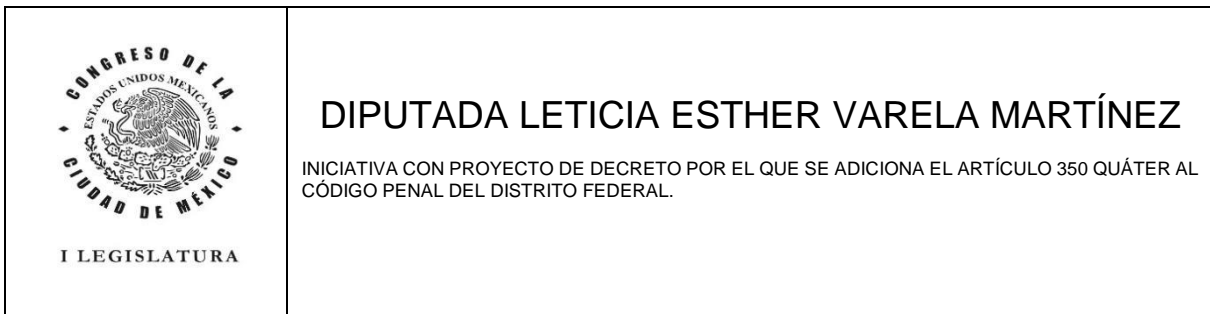 CONGRESO DE LA
CIUDAD DE MÉXICO
ESTADOS UNIDOS MEXICANOS
I LEGISLATURA
DIPUTADA LETICIA ESTHER VARELA MARTÍNEZ
INICIATIVA CON PROYECTO DE DECRETO POR EL QUE SE ADICIONA EL ARTÍCULO 350 QUÁTER AL
CÓDIGO PENAL DEL DISTRITO FEDERAL.